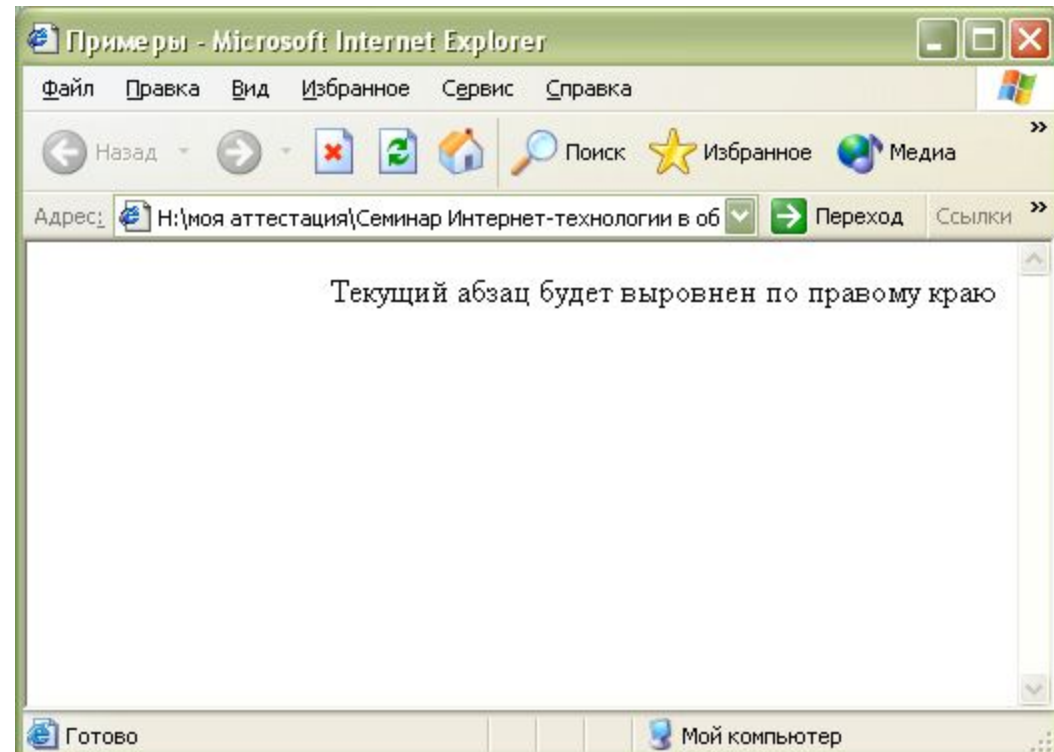 Примеры - Microsoft Internet Explorer
Файл Правка Вид Избранное Сервис Справка
Назад Поиск Избранное Медиа »
Адрес: H:\моя аттестация\Семинар Интернет-технологии в об Переход Ссылки »
Текущий абзац будет выровнен по правому краю
Готово Мой компьютер